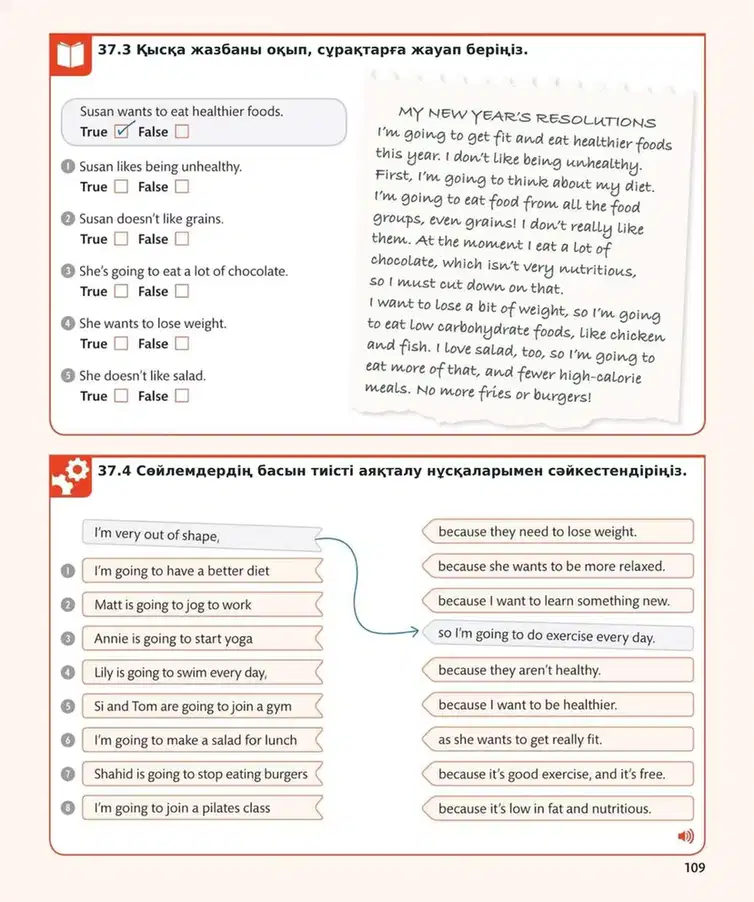 37.3 Қысқа жазбаны оқып, сұрақтарға жауап беріңіз.
Susan wants to eat healthier foods.
True False
1 Susan likes being unhealthy.
True False
2 Susan doesn't like grains.
True False
3 She's going to eat a lot of chocolate.
True False
4 She wants to lose weight.
True False
5 She doesn't like salad.
True False
MY NEW YEAR'S RESOLUTIONS
I'm going to get fit and eat healthier foods
this year. I don't like being unhealthy.
First, I'm going to think about my diet.
I'm going to eat food from all the food
groups, even grains! I don't really like
them. At the moment I eat a lot of
chocolate, which isn't very nutritious,
so I must cut down on that.
I want to lose a bit of weight, so I'm going
to eat low carbohydrate foods, like chicken
and fish. I love salad, too, so I'm going to
eat more of that, and fewer high-calorie
meals. No more fries or burgers!
37.4 Сөйлемдердің басын тиісті аяқталу нұсқаларымен сәйкестендіріңіз.
I'm very out of shape,
1 I'm going to have a better diet
2 Matt is going to jog to work
3 Annie is going to start yoga
4 Lily is going to swim every day,
5 Si and Tom are going to join a gym
6 I'm going to make a salad for lunch
7 Shahid is going to stop eating burgers
8 I'm going to join a pilates class
because they need to lose weight.
because she wants to be more relaxed.
because I want to learn something new.
so I'm going to do exercise every day.
because they aren't healthy.
because I want to be healthier.
as she wants to get really fit.
because it's good exercise, and it's free.
because it's low in fat and nutritious.
109